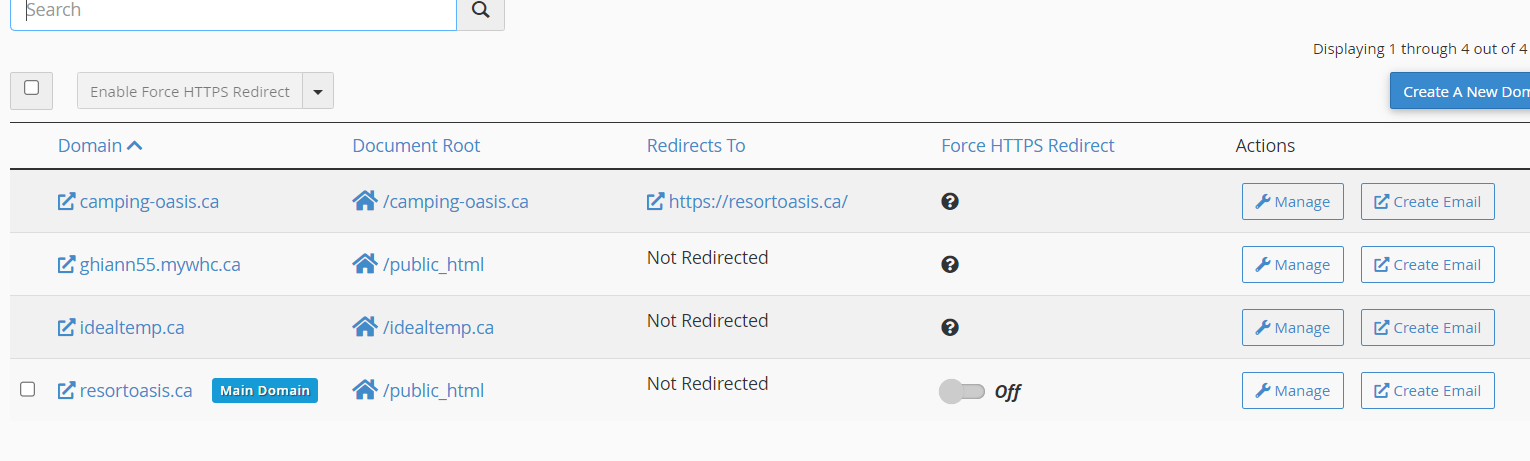 Search
Displaying 1 through 4 out of 4
Enable Force HTTPS Redirect
Create A New Dom
Domain Document Root Redirects To Force HTTPS Redirect Actions
camping-oasis.ca /camping-oasis.ca https://resortoasis.ca/ Manage Create Email
ghiann55.mywhc.ca /public_html Not Redirected Manage Create Email
idealtemp.ca /idealtemp.ca Not Redirected Manage Create Email
resortoasis.ca Main Domain /public_html Not Redirected Off Manage Create Email